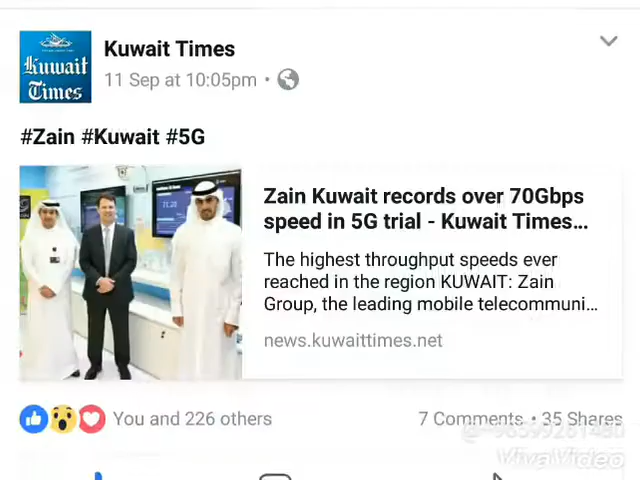 Kuwait
Times
Kuwait Times
11 Sep at 10:05pm •
#Zain #Kuwait #5G
Zain Kuwait records over 70Gbps
speed in 5G trial - Kuwait Times...
The highest throughput speeds ever
reached in the region KUWAIT: Zain
Group, the leading mobile telecommuni...
news.kuwaittimes.net
You and 226 others
7 Comments • 35 Shares
VivaVideo